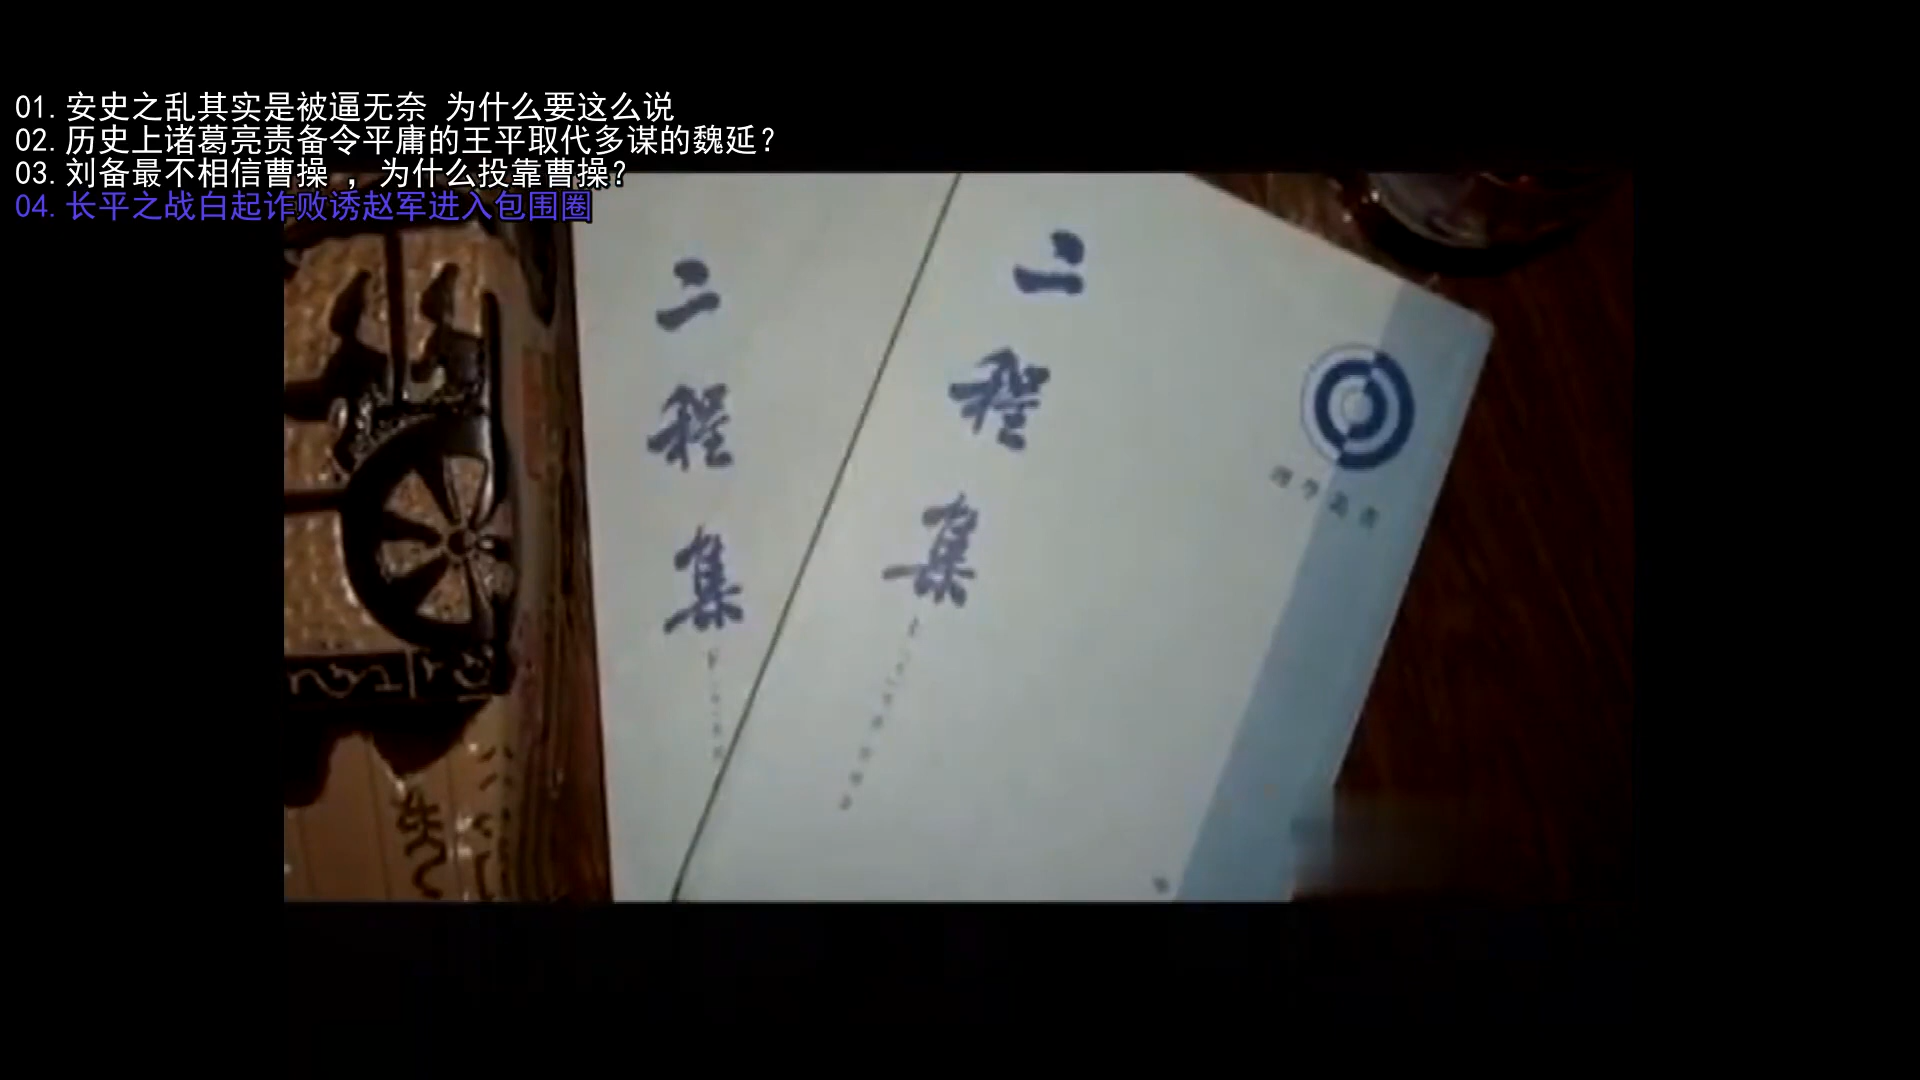 01. 安史之乱其实是被逼无奈 为什么要这么说
02. 历史上诸葛亮责备令平庸的王平取代多谋的魏延？
03. 刘备最不相信曹操 ，为什么投靠曹操？
04. 长平之战白起诈败诱赵军进入包围圈
二程集
二程集
理学丛书